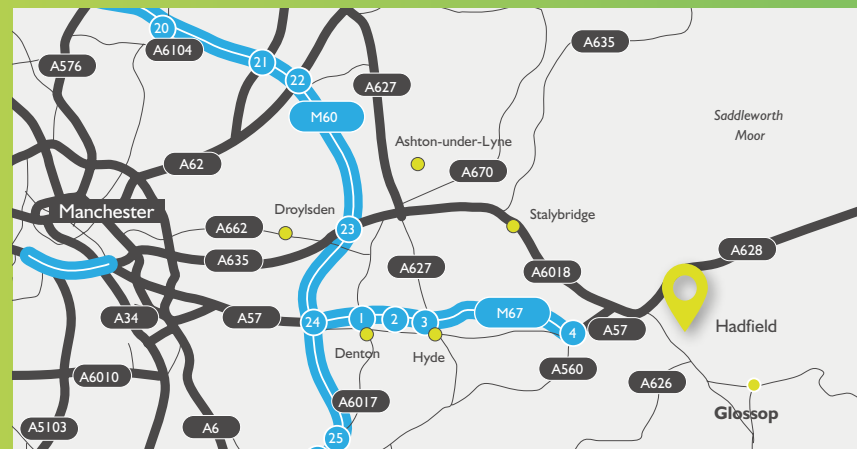 20
A6104
A576
21
22
A635
A627
M60
Saddleworth
Moor
Ashton-under-Lyne
A62
A670
Manchester
Droylsden
Stalybridge
A662
23
A635
A627
A628
A6018
A34
A57
24
1
2
3
M67
4
A57
Hadfield
Denton
Hyde
A560
A6010
A626
A6017
Glossop
A5103
A6
25